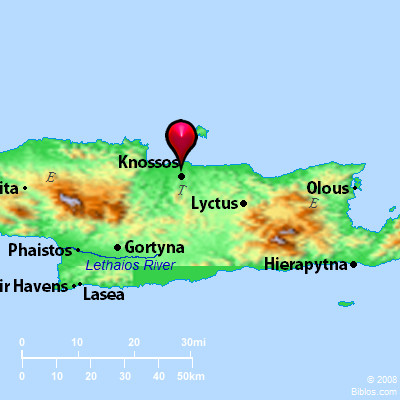 Knossos
E
T
ita
Lyctus
Olous
E
Phaistos
Gortyna
Lethaios River
Hierapytna
ir Havens
Lasea
0 10 20 30mi
0 10 20 30 40 50km
© 2008
Biblos.com